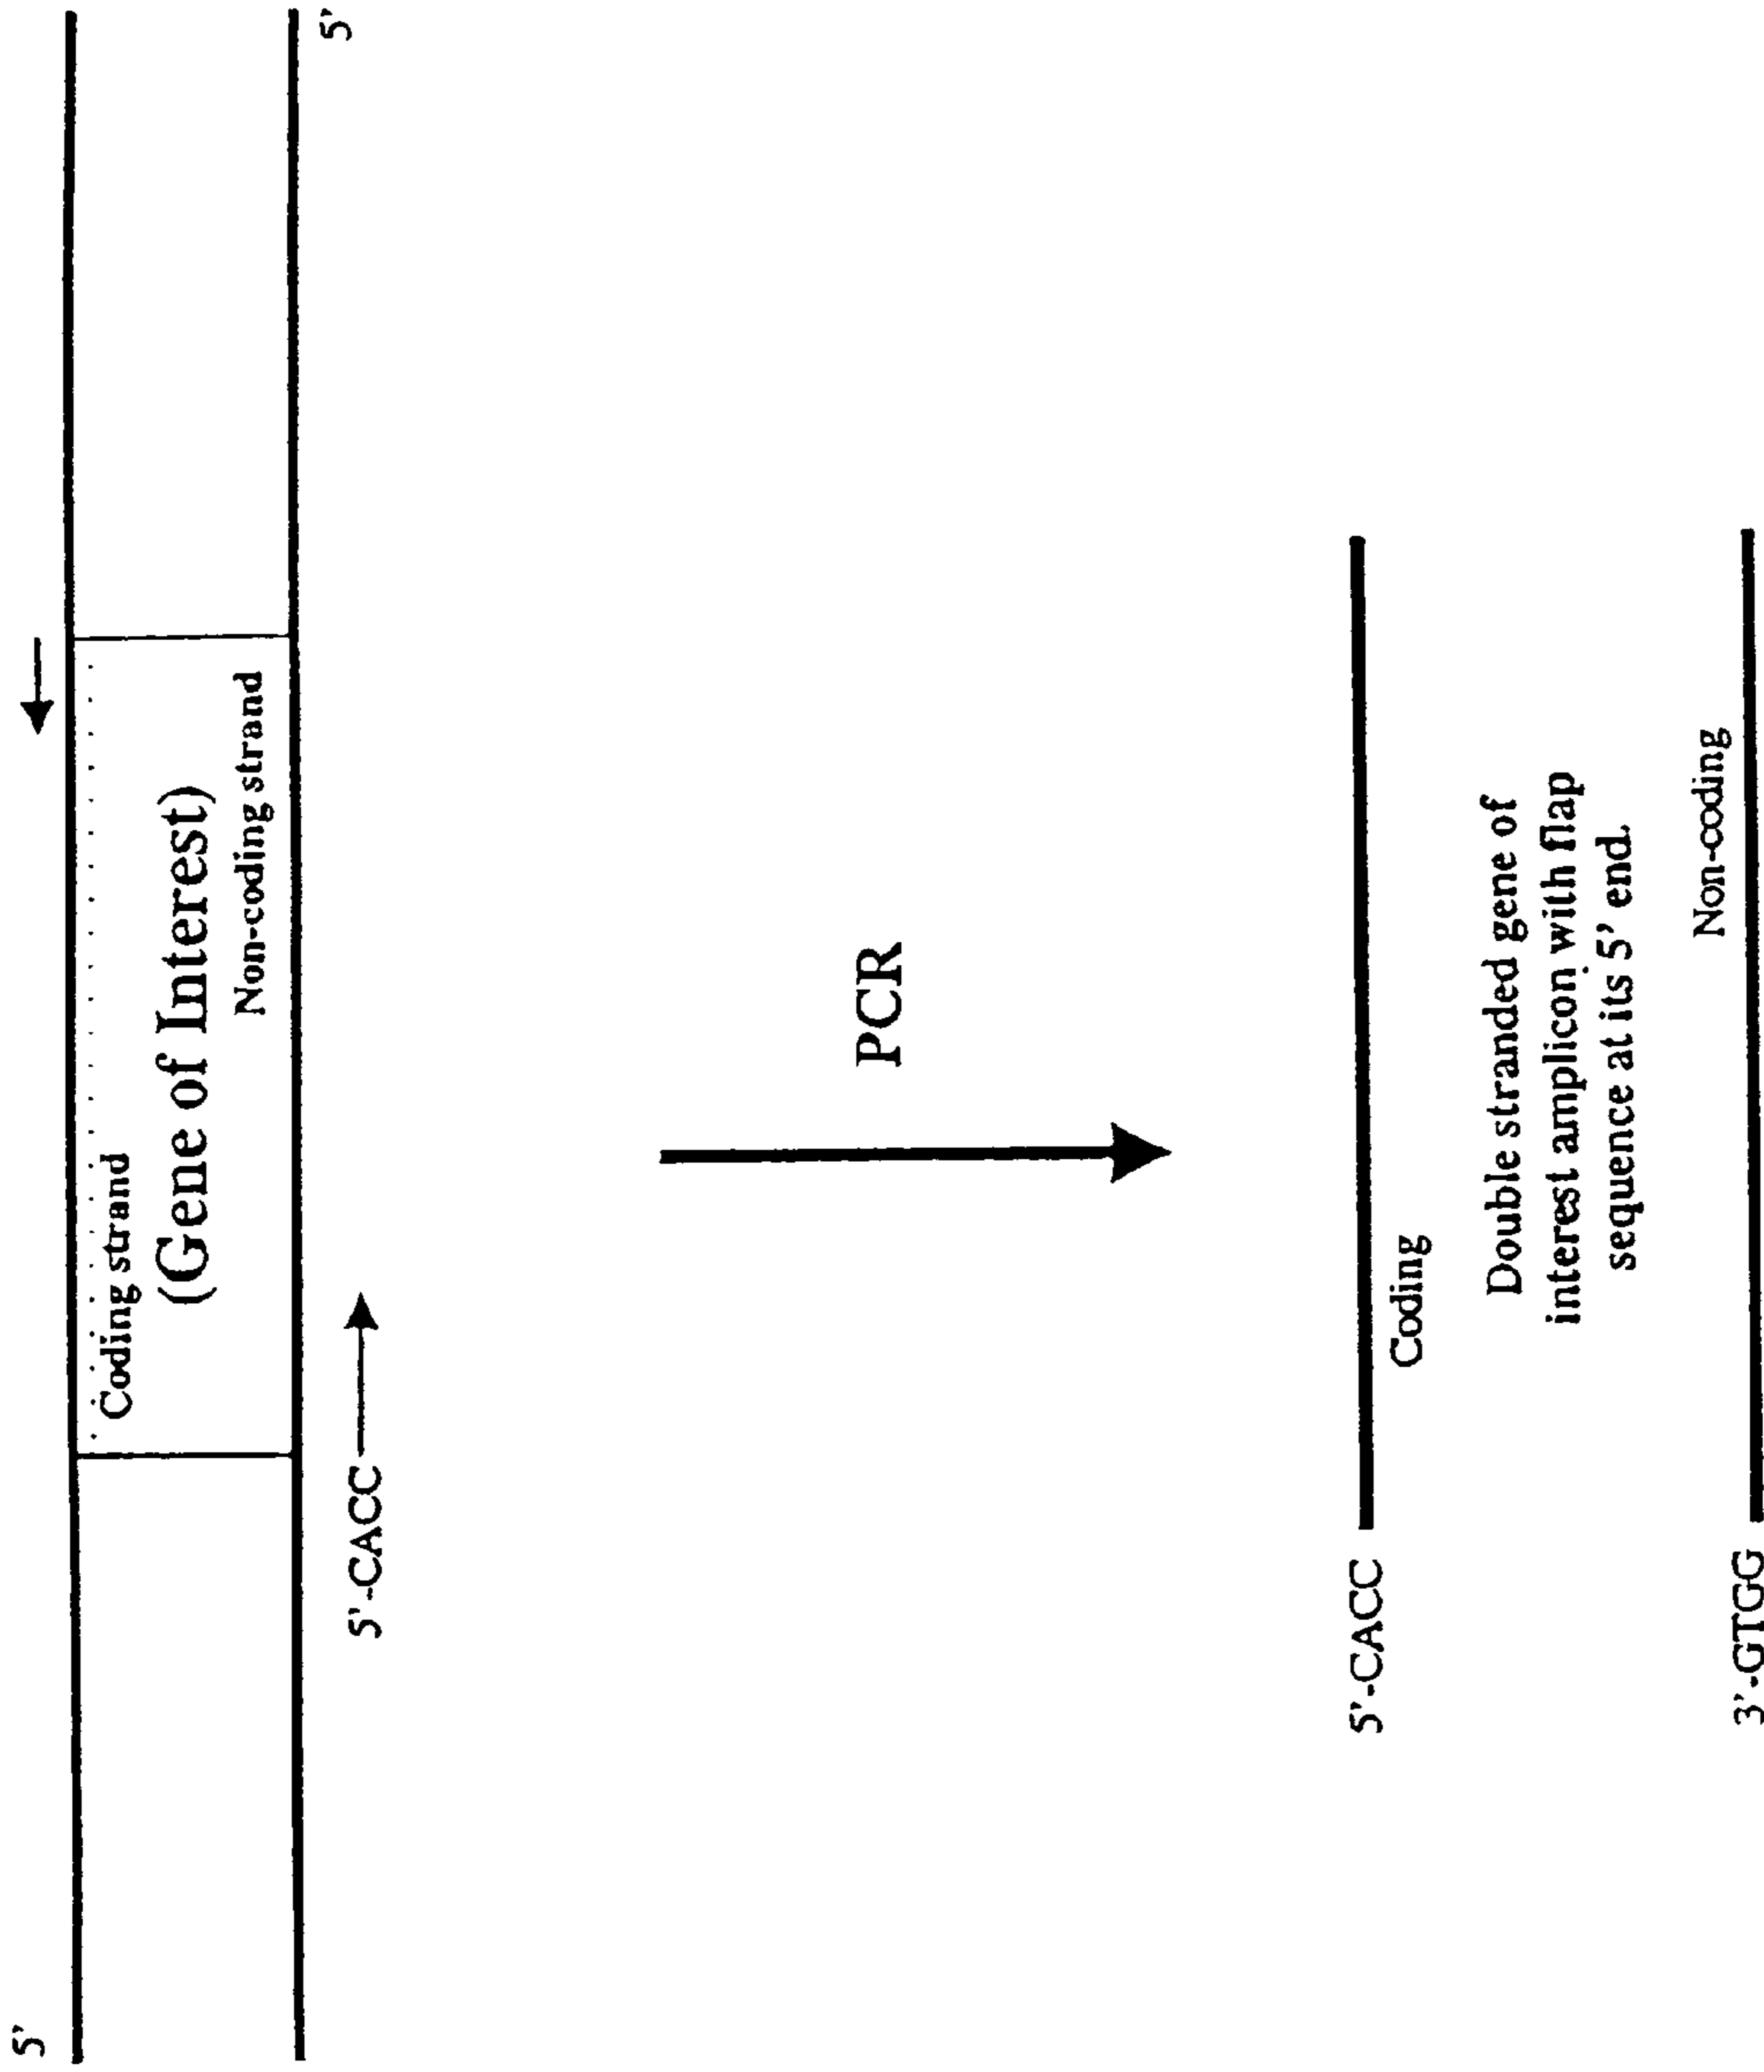 5'
Coding strand
(Gene of Interest)
Non-coding strand
5'
5'-CACC
PCR
5'-CACC
Coding
Double stranded gene of
interest amplicon with flap
sequence at its 5' end.
Non-coding
3'-GTGG